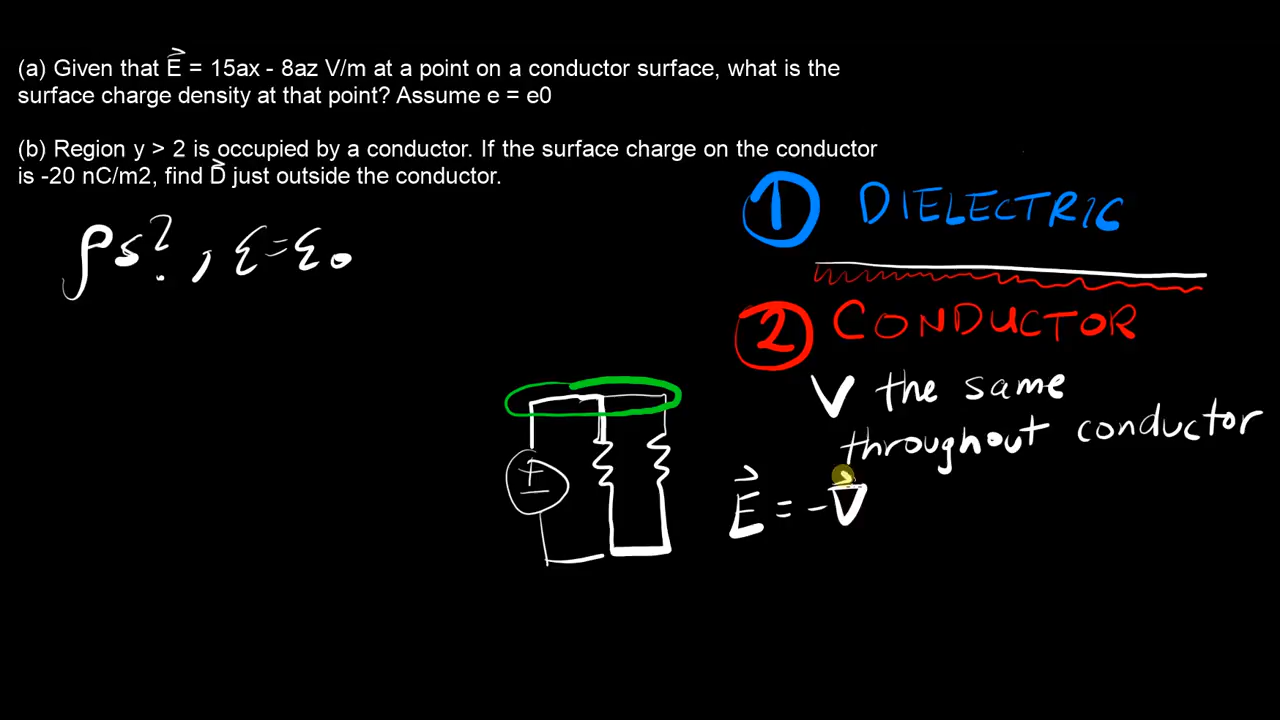 (a) Given that E⃗ = 15ax - 8az V/m at a point on a conductor surface, what is the
surface charge density at that point? Assume e = e0
(b) Region y > 2 is occupied by a conductor. If the surface charge on the conductor
is -20 nC/m2, find D⃗ just outside the conductor.
ρs?, ε=ε₀
① DIELECTRIC
② CONDUCTOR
V the same
throughout conductor
+
−
E⃗ = -∇